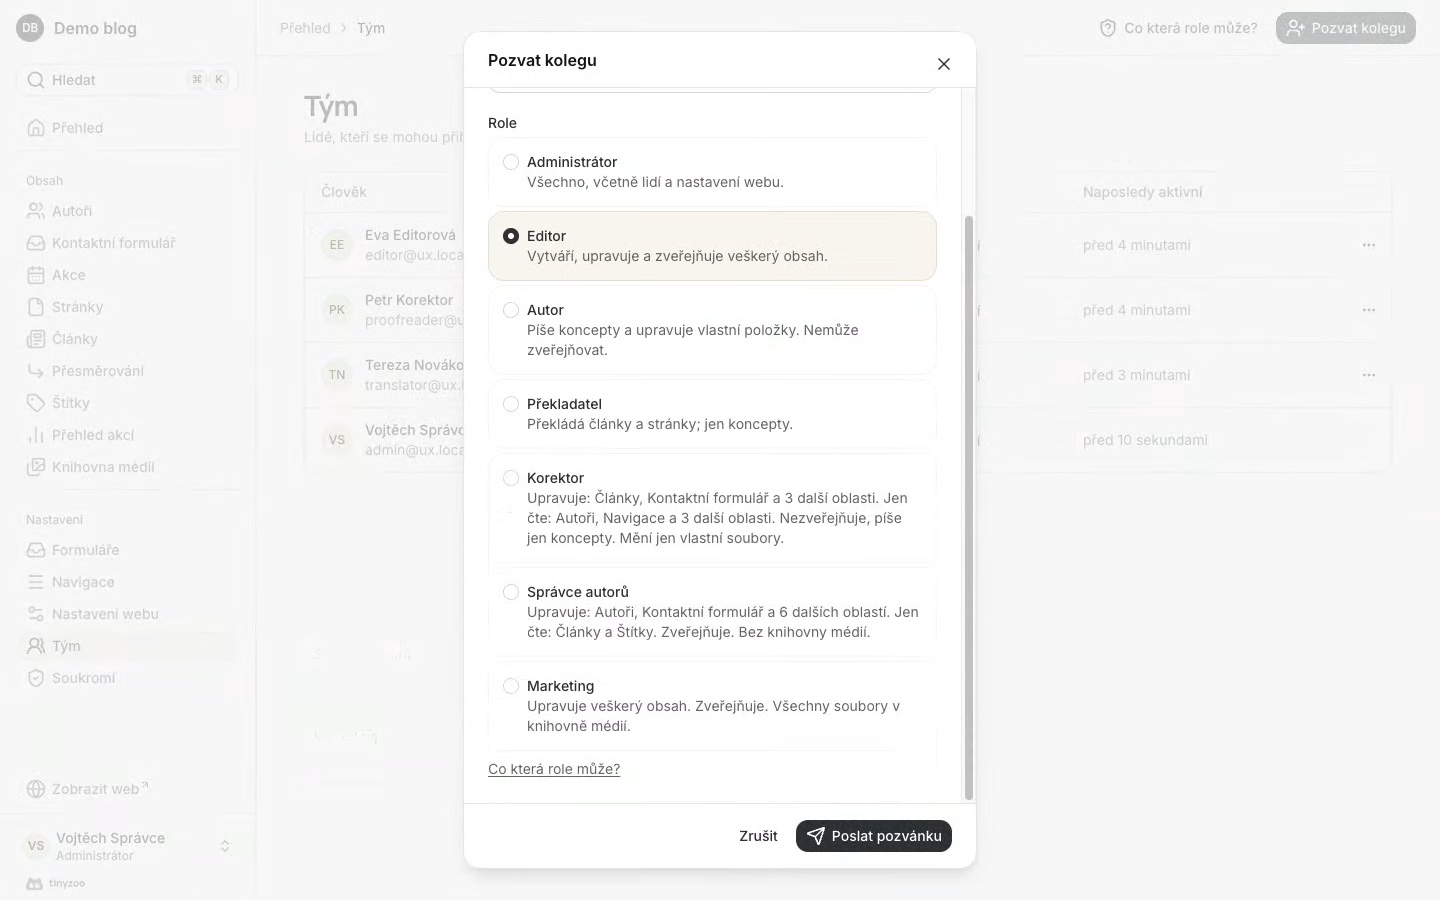 DB Demo blog
Hledat ⌘ K
Přehled
Obsah
Autoři
Kontaktní formulář
Akce
Stránky
Články
Přesměrování
Štítky
Přehled akcí
Knihovna médií
Nastavení
Formuláře
Navigace
Nastavení webu
Tým
Soukromí
Zobrazit web
VS Vojtěch Správce
Administrátor
tinyzoo
Přehled > Tým
Co která role může?
Pozvat kolegu
Tým
Lidé, kteří se mohou
Člověk Naposledy aktivní
EE Eva Editorová
editor@ux.loca
před 4 minutami
PK Petr Korektor
proofreader@u
před 4 minutami
TN Tereza Nováko
translator@ux.
před 3 minutami
VS Vojtěch Správc
admin@ux.loca
před 10 sekundami
Pozvat kolegu
Role
Administrátor
Všechno, včetně lidí a nastavení webu.
Editor
Vytváří, upravuje a zveřejňuje veškerý obsah.
Autor
Píše koncepty a upravuje vlastní položky. Nemůže
zveřejňovat.
Překladatel
Překládá články a stránky; jen koncepty.
Korektor
Upravuje: Články, Kontaktní formulář a 3 další oblasti. Jen
čte: Autoři, Navigace a 3 další oblasti. Nezveřejňuje, píše
jen koncepty. Mění jen vlastní soubory.
Správce autorů
Upravuje: Autoři, Kontaktní formulář a 6 dalších oblastí. Jen
čte: Články a Štítky. Zveřejňuje. Bez knihovny médií.
Marketing
Upravuje veškerý obsah. Zveřejňuje. Všechny soubory v
knihovně médií.
Co která role může?
Zrušit
Poslat pozvánku